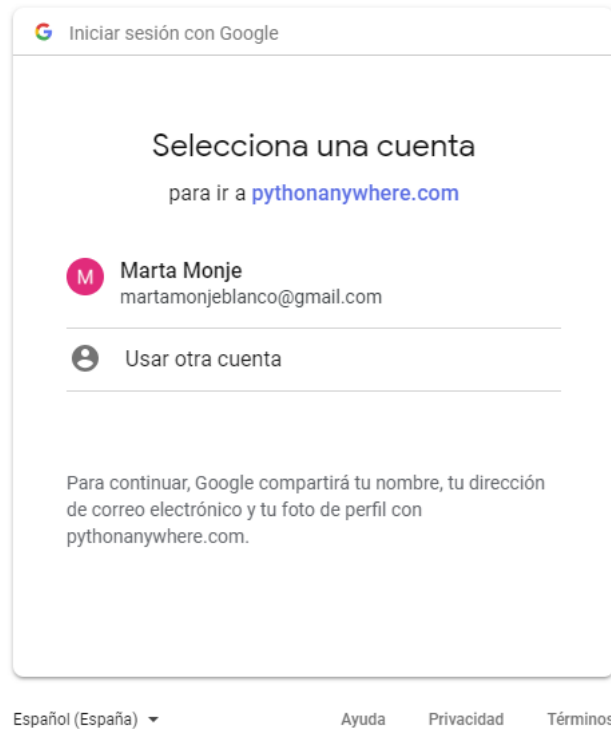 Iniciar sesión con Google
Selecciona una cuenta
para ir a pythonanywhere.com
M
Marta Monje
martamonjeblanco@gmail.com
Usar otra cuenta
Para continuar, Google compartirá tu nombre, tu dirección
de correo electrónico y tu foto de perfil con
pythonanywhere.com.
Español (España) Ayuda Privacidad Términos